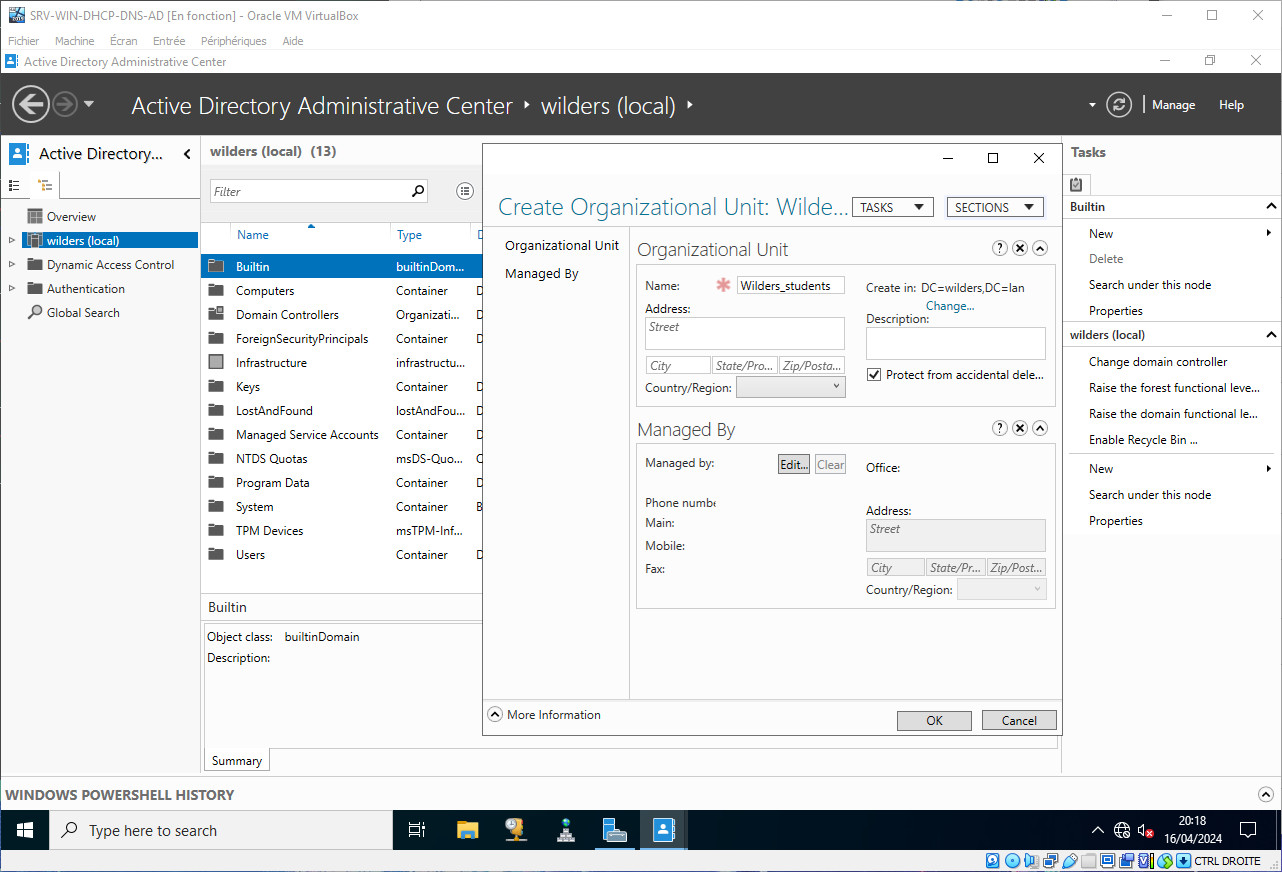 SRV-WIN-DHCP-DNS-AD [En fonction] - Oracle VM VirtualBox
Fichier Machine Écran Entrée Périphériques Aide
Active Directory Administrative Center
Active Directory Administrative Center wilders (local)
Manage Help
Active Directory...
Overview
wilders (local)
Dynamic Access Control
Authentication
Global Search
wilders (local) (13)
Filter
Name Type D
Builtin builtinDom...
Computers Container D
Domain Controllers Organizati... D
ForeignSecurityPrincipals Container D
Infrastructure infrastructu...
Keys Container D
LostAndFound lostAndFou... D
Managed Service Accounts Container D
NTDS Quotas msDS-Quo...
Program Data Container D
System Container B
TPM Devices msTPM-Inf...
Users Container D
Builtin
Object class: builtinDomain
Description:
Summary
Create Organizational Unit: Wilde...
TASKS
SECTIONS
Organizational Unit
Managed By
Organizational Unit
Name: Wilders_students
Address:
Street
City State/Pro... Zip/Posta...
Country/Region:
Create in: DC=wilders,DC=lan
Change...
Description:
Protect from accidental dele...
Managed By
Managed by: Edit... Clear
Phone numbe
Main:
Mobile:
Fax:
Office:
Address:
Street
City State/Pr... Zip/Post...
Country/Region:
More Information
OK Cancel
Tasks
Builtin
New
Delete
Search under this node
Properties
wilders (local)
Change domain controller
Raise the forest functional leve...
Raise the domain functional le...
Enable Recycle Bin ...
New
Search under this node
Properties
WINDOWS POWERSHELL HISTORY
Type here to search
20:18
16/04/2024
CTRL DROITE